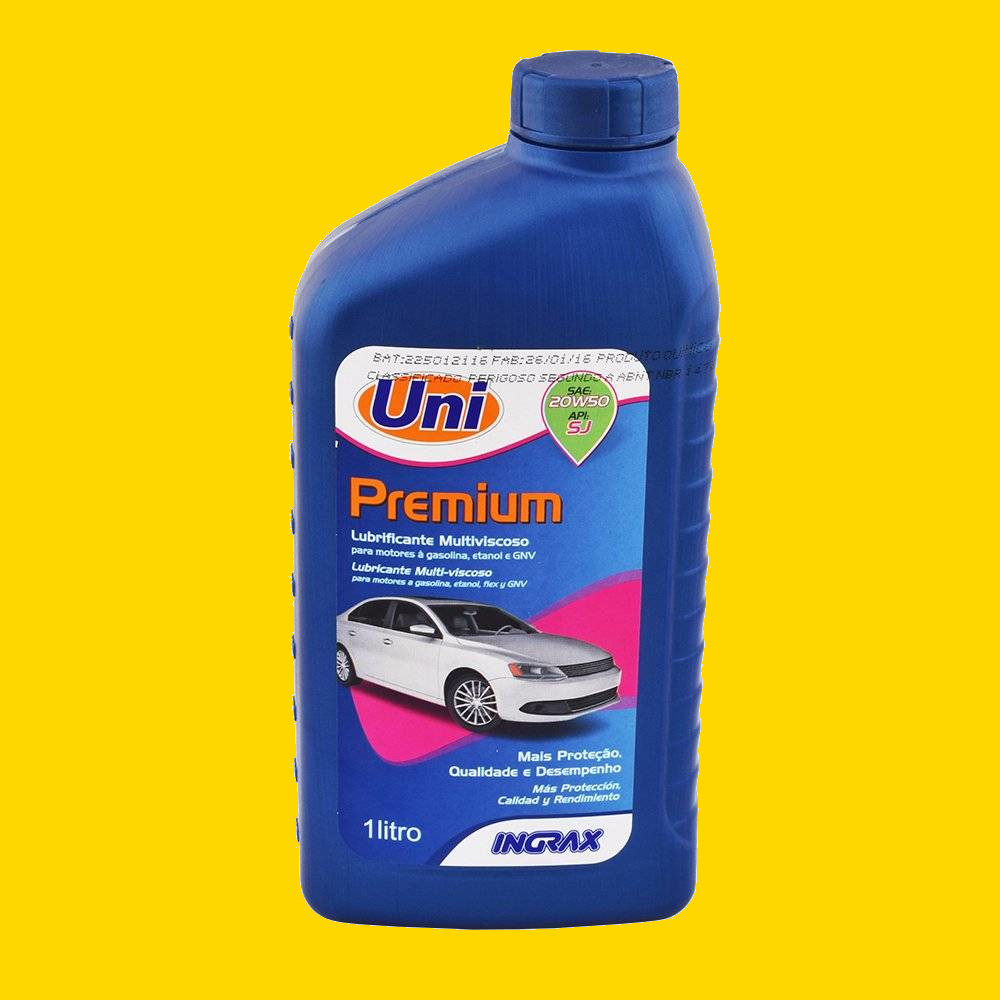 BAT:225012116 FAB:26/01/16 PRODUTO
CLASSIFICADO PERIGOSO SEGUNDO A ABNT NBR
Uni
SAE:
20W50
API:
SJ
Premium
Lubrificante Multiviscoso
para motores à gasolina, etanol e GNV
Lubricante Multi-viscoso
para motores a gasolina, etanol, flex y GNV
Mais Proteção,
Qualidade e Desempenho
Más Protección,
Calidad y Rendimiento
1litro
INGRAX